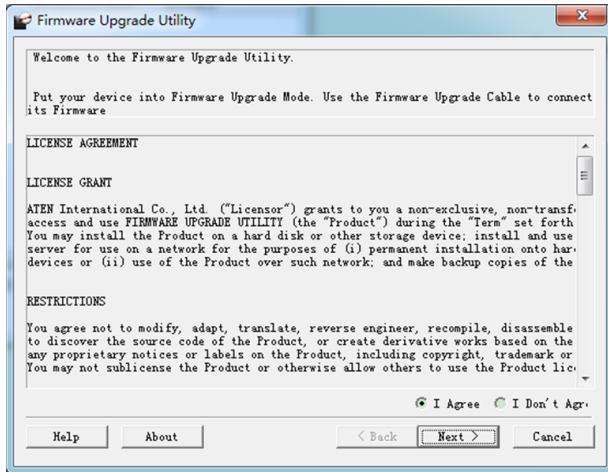 Firmware Upgrade Utility
Welcome to the Firmware Upgrade Utility.
Put your device into Firmware Upgrade Mode. Use the Firmware Upgrade Cable to connect
its Firmware
LICENSE AGREEMENT
LICENSE GRANT
ATEN International Co., Ltd. ("Licensor") grants to you a non-exclusive, non-transf
access and use FIRMWARE UPGRADE UTILITY (the "Product") during the "Term" set forth
You may install the Product on a hard disk or other storage device; install and use
server for use on a network for the purposes of (i) permanent installation onto har
devices or (ii) use of the Product over such network; and make backup copies of the
RESTRICTIONS
You agree not to modify, adapt, translate, reverse engineer, recompile, disassemble
to discover the source code of the Product, or create derivative works based on the
any proprietary notices or labels on the Product, including copyright, trademark or
You may not sublicense the Product or otherwise allow others to use the Product lic
I Agree I Don't Agr
Help About < Back Next > Cancel